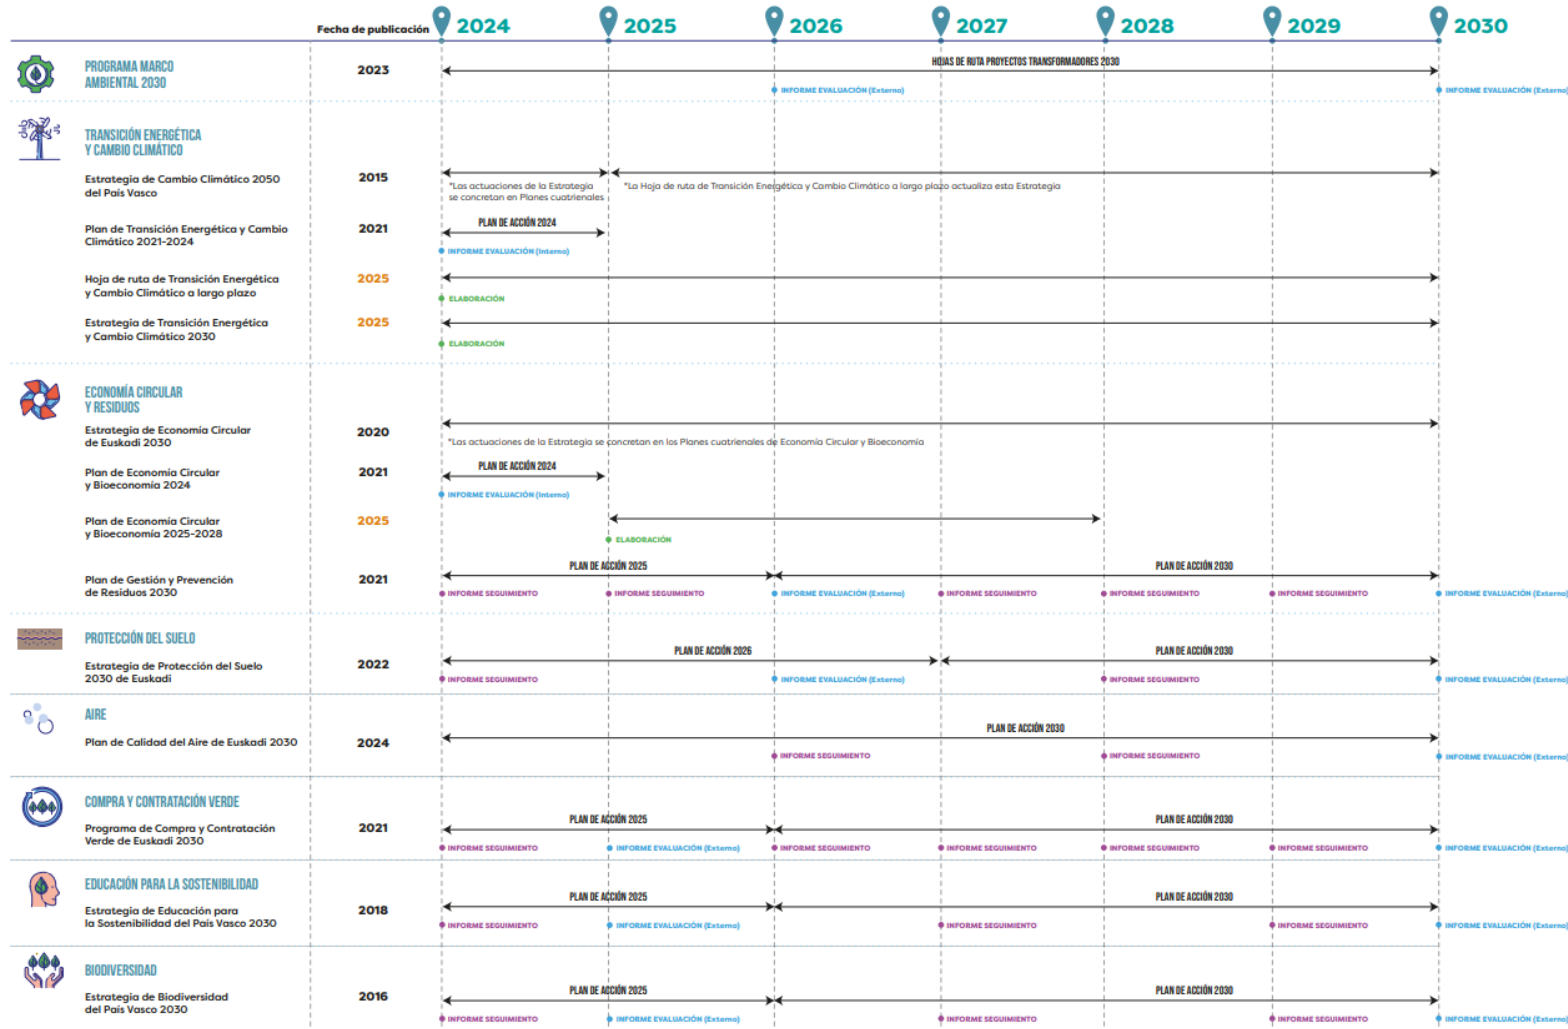 Fecha de publicación
2024
2025
2026
2027
2028
2029
2030
PROGRAMA MARCO
AMBIENTAL 2030
2023
HOJAS DE RUTA PROYECTOS TRANSFORMADORES 2030
INFORME EVALUACIÓN (Externo)
INFORME EVALUACIÓN (Externo)
TRANSICIÓN ENERGÉTICA
Y CAMBIO CLIMÁTICO
Estrategia de Cambio Climático 2050
del País Vasco
2015
*Las actuaciones de la Estrategia
se concretan en Planes cuatrienales
*La Hoja de ruta de Transición Energética y Cambio Climático a largo plazo actualiza esta Estrategia
Plan de Transición Energética y Cambio
Climático 2021-2024
2021
PLAN DE ACCIÓN 2024
INFORME EVALUACIÓN (Interno)
Hoja de ruta de Transición Energética
y Cambio Climático a largo plazo
2025
ELABORACIÓN
Estrategia de Transición Energética
y Cambio Climático 2030
2025
ELABORACIÓN
ECONOMÍA CIRCULAR
Y RESIDUOS
Estrategia de Economía Circular
de Euskadi 2030
2020
*Las actuaciones de la Estrategia se concretan en los Planes cuatrienales de Economía Circular y Bioeconomía
Plan de Economía Circular
y Bioeconomía 2024
2021
PLAN DE ACCIÓN 2024
INFORME EVALUACIÓN (Interno)
Plan de Economía Circular
y Bioeconomía 2025-2028
2025
ELABORACIÓN
Plan de Gestión y Prevención
de Residuos 2030
2021
PLAN DE ACCIÓN 2025
PLAN DE ACCIÓN 2030
INFORME SEGUIMIENTO
INFORME SEGUIMIENTO
INFORME EVALUACIÓN (Externo)
INFORME SEGUIMIENTO
INFORME SEGUIMIENTO
INFORME SEGUIMIENTO
INFORME EVALUACIÓN (Externo)
PROTECCIÓN DEL SUELO
Estrategia de Protección del Suelo
2030 de Euskadi
2022
PLAN DE ACCIÓN 2026
PLAN DE ACCIÓN 2030
INFORME SEGUIMIENTO
INFORME EVALUACIÓN (Externo)
INFORME SEGUIMIENTO
INFORME EVALUACIÓN (Externo)
AIRE
Plan de Calidad del Aire de Euskadi 2030
2024
PLAN DE ACCIÓN 2030
INFORME SEGUIMIENTO
INFORME SEGUIMIENTO
INFORME EVALUACIÓN (Externo)
COMPRA Y CONTRATACIÓN VERDE
Programa de Compra y Contratación
Verde de Euskadi 2030
2021
PLAN DE ACCIÓN 2025
PLAN DE ACCIÓN 2030
INFORME SEGUIMIENTO
INFORME EVALUACIÓN (Externo)
INFORME SEGUIMIENTO
INFORME SEGUIMIENTO
INFORME SEGUIMIENTO
INFORME SEGUIMIENTO
INFORME EVALUACIÓN (Externo)
EDUCACIÓN PARA LA SOSTENIBILIDAD
Estrategia de Educación para
la Sostenibilidad del País Vasco 2030
2018
PLAN DE ACCIÓN 2025
PLAN DE ACCIÓN 2030
INFORME SEGUIMIENTO
INFORME EVALUACIÓN (Externo)
INFORME SEGUIMIENTO
INFORME SEGUIMIENTO
INFORME EVALUACIÓN (Externo)
BIODIVERSIDAD
Estrategia de Biodiversidad
del País Vasco 2030
2016
PLAN DE ACCIÓN 2025
PLAN DE ACCIÓN 2030
INFORME SEGUIMIENTO
INFORME EVALUACIÓN (Externo)
INFORME SEGUIMIENTO
INFORME SEGUIMIENTO
INFORME EVALUACIÓN (Externo)